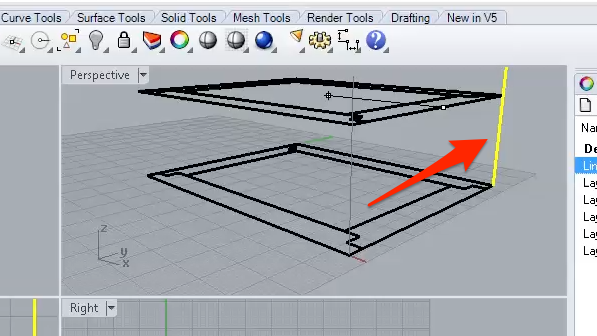 Curve Tools Surface Tools Solid Tools Mesh Tools Render Tools Drafting New in V5
Perspective
Na
De
Lin
Lay
Lay
Lay
Lay
Lay
z
y
x
Right